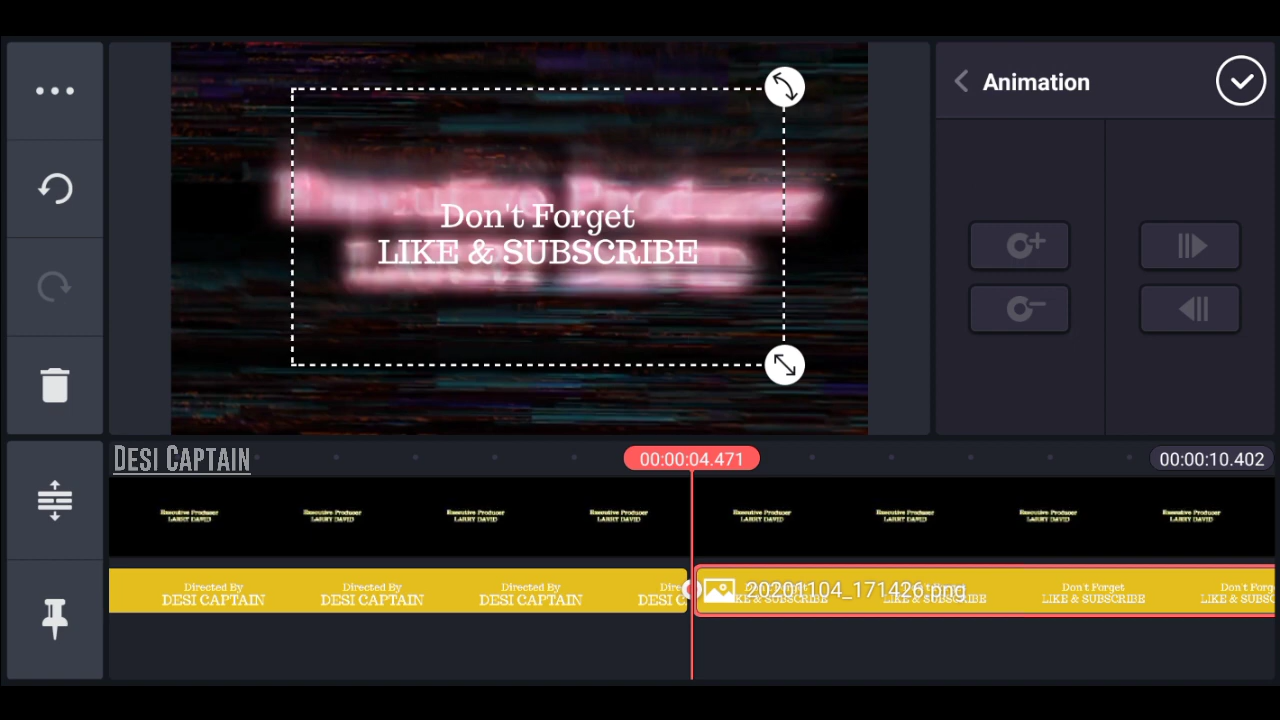 Animation
Don't Forget
LIKE & SUBSCRIBE
DESI CAPTAIN
00:00:04.471
00:00:10.402
Executive Producer
LARRY DAVID
Executive Producer
LARRY DAVID
Executive Producer
LARRY DAVID
Executive Producer
LARRY DAVID
Executive Producer
LARRY DAVID
Executive Producer
LARRY DAVID
Executive Producer
LARRY DAVID
Executive Producer
LARRY DAVID
Directed By
DESI CAPTAIN
Directed By
DESI CAPTAIN
Directed By
DESI CAPTAIN
20201104_171426.png
LIKE & SUBSCRIBE
Don't Forget
LIKE & SUBSCRIBE